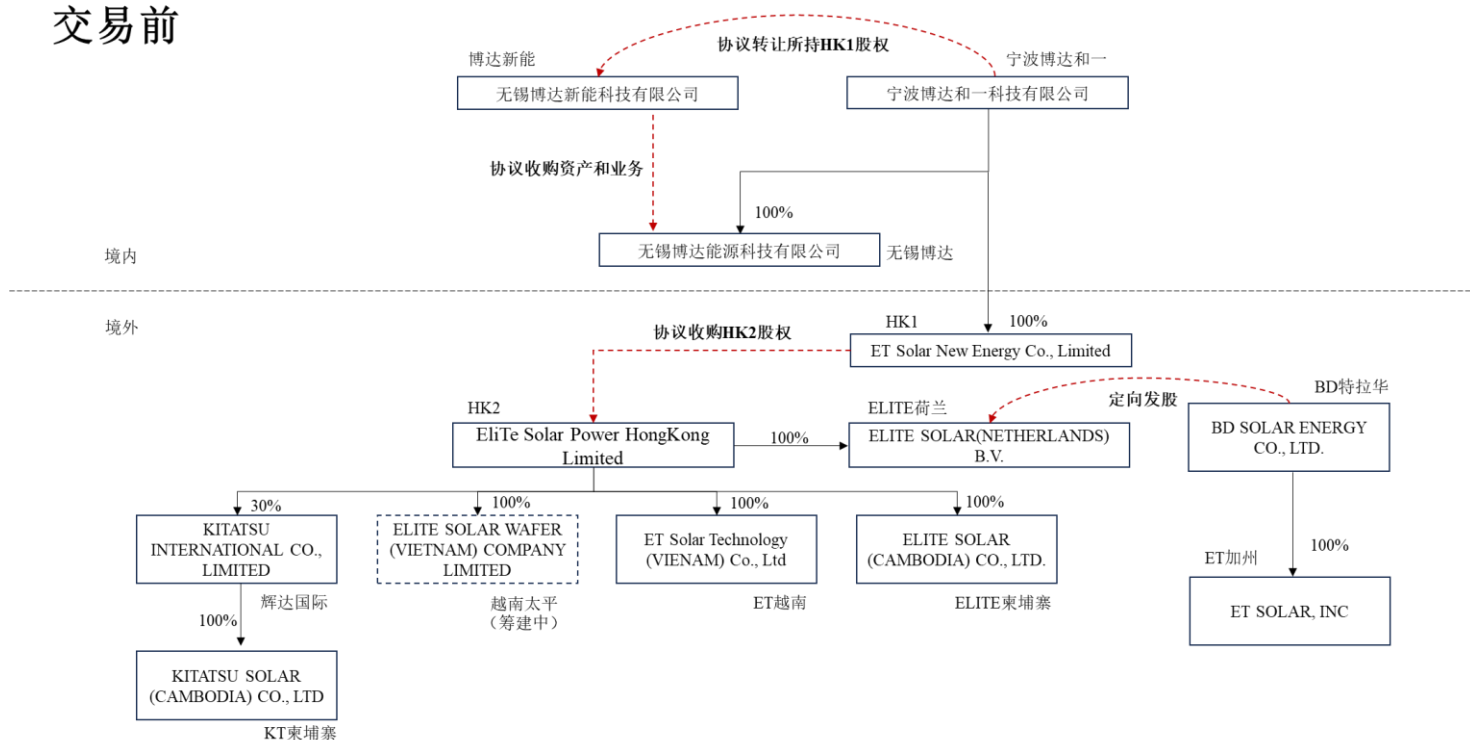 交易前
协议转让所持HK1股权
博达新能
宁波博达和一
无锡博达新能科技有限公司
宁波博达和一科技有限公司
协议收购资产和业务
100%
无锡博达能源科技有限公司
无锡博达
境内
境外
HK1
100%
协议收购HK2股权
ET Solar New Energy Co., Limited
BD特拉华
定向发股
HK2
ELITE荷兰
EliTe Solar Power HongKong
Limited
100%
ELITE SOLAR(NETHERLANDS)
B.V.
BD SOLAR ENERGY
CO., LTD.
30%
100%
100%
100%
KITATSU
INTERNATIONAL CO.,
LIMITED
ELITE SOLAR WAFER
(VIETNAM) COMPANY
LIMITED
ET Solar Technology
(VIENAM) Co., Ltd
ELITE SOLAR
(CAMBODIA) CO., LTD.
100%
ET加州
辉达国际
越南太平
（筹建中）
ET越南
ELITE柬埔寨
ET SOLAR, INC
100%
KITATSU SOLAR
(CAMBODIA) CO., LTD
KT柬埔寨